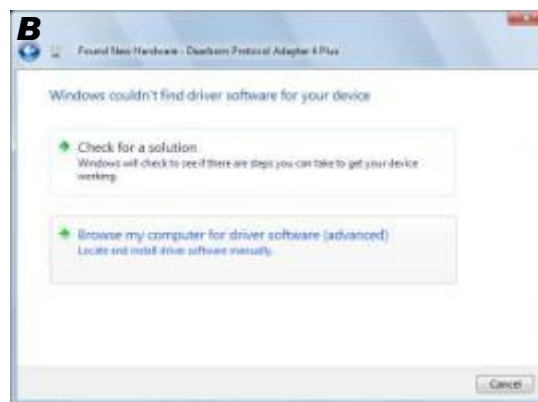 B
Found New Hardware - Dearborn Protocol Adapter 4 Plus
Windows couldn't find driver software for your device
Check for a solution
Windows will check to see if there are steps you can take to get your device
working.
Browse my computer for driver software (advanced)
Locate and install driver software manually.
Cancel